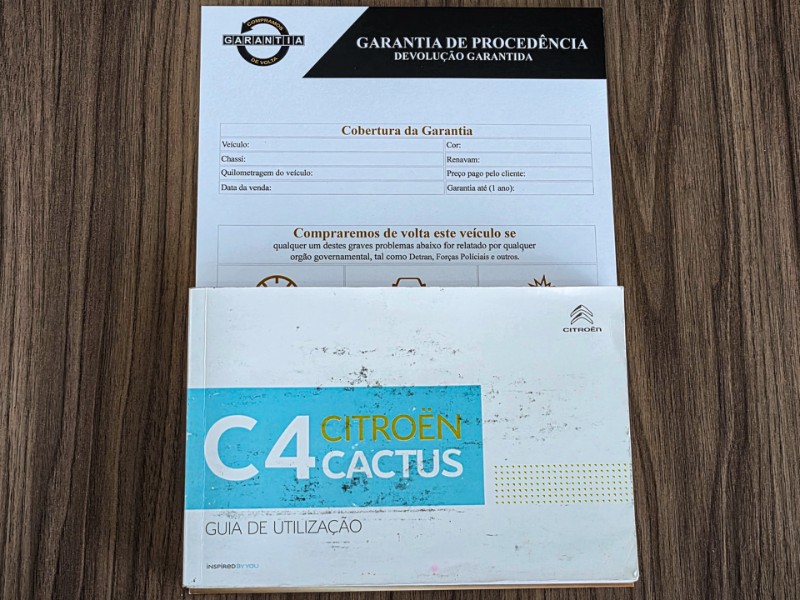 COMPRAMOS
GARANTIA
DE VOLTA
GARANTIA DE PROCEDÊNCIA
DEVOLUÇÃO GARANTIDA
Cobertura da Garantia
Veículo: Cor:
Chassi: Renavam:
Quilometragem do veículo: Preço pago pelo cliente:
Data da venda: Garantia até (1 ano):
Compraremos de volta este veículo se
qualquer um destes graves problemas abaixo for relatado por qualquer
orgão governamental, tal como Detran, Forças Policiais e outros.
CITROËN
C4 CITROËN
CACTUS
GUIA DE UTILIZAÇÃO
INSPIRED BY YOU